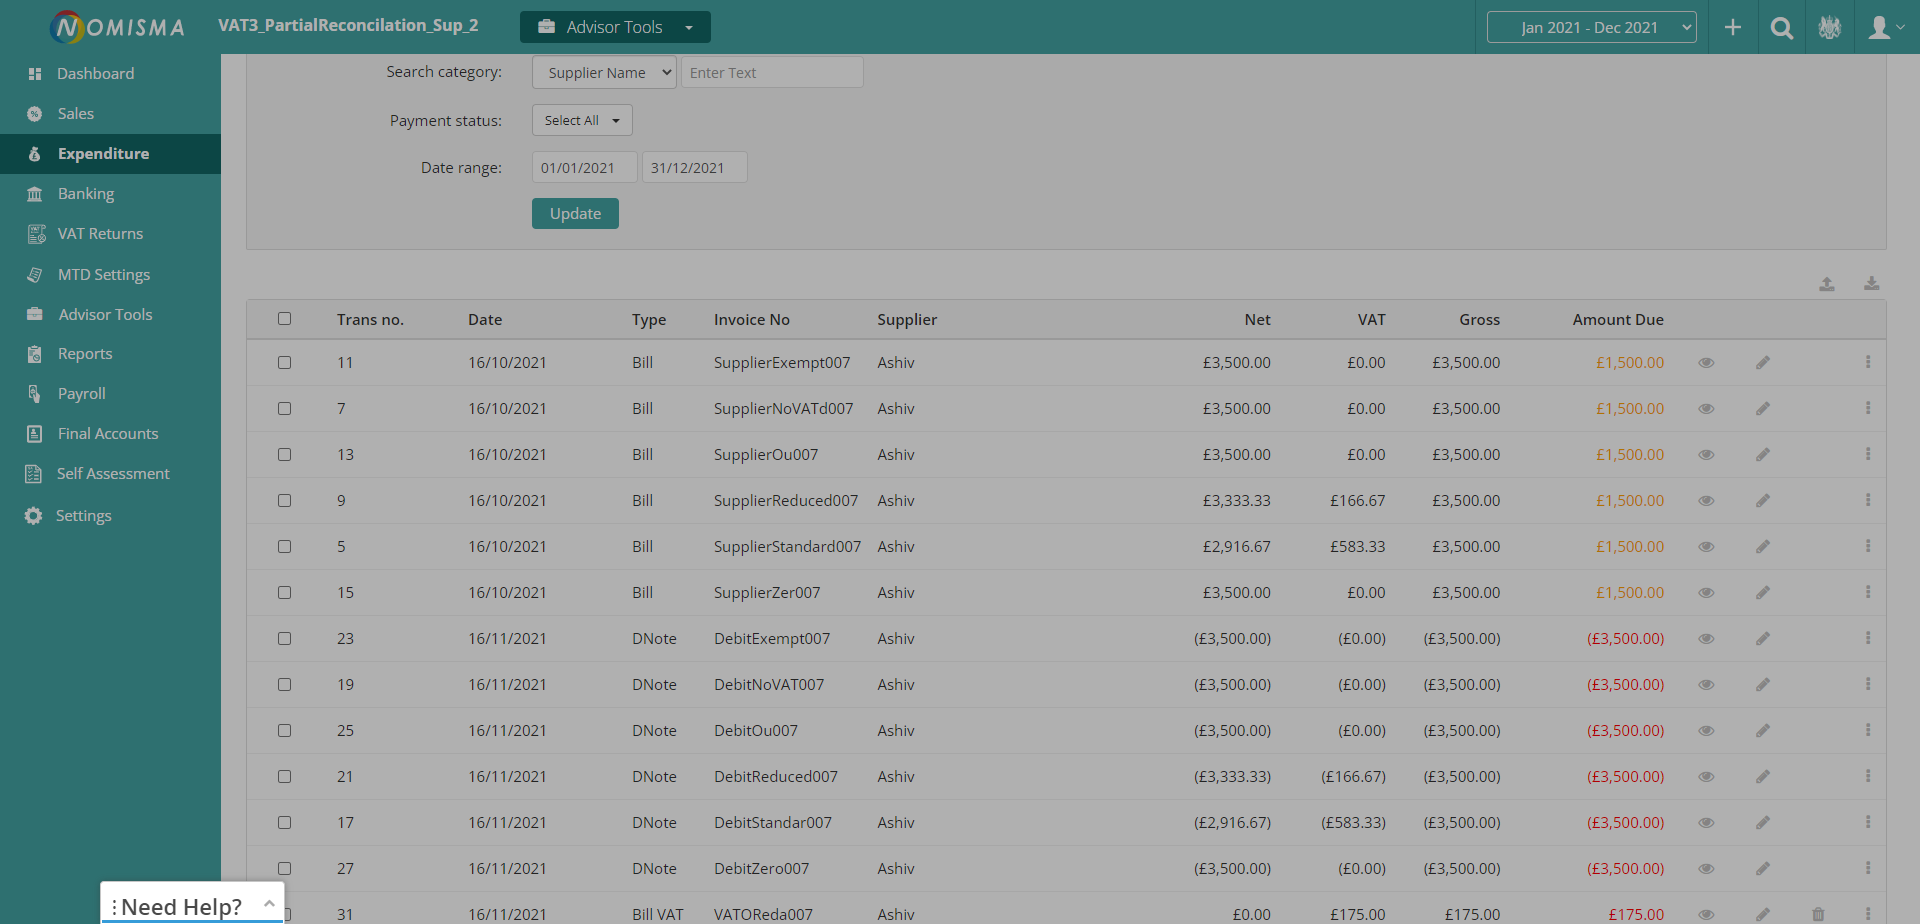 NOMISMA VAT3_PartialReconcilation_Sup_2 Advisor Tools Jan 2021 - Dec 2021
Dashboard
Sales
Expenditure
Banking
VAT Returns
MTD Settings
Advisor Tools
Reports
Payroll
Final Accounts
Self Assessment
Settings
Search category: Supplier Name Enter Text
Payment status: Select All
Date range: 01/01/2021 31/12/2021
Update
Trans no. Date Type Invoice No Supplier Net VAT Gross Amount Due
11 16/10/2021 Bill SupplierExempt007 Ashiv £3,500.00 £0.00 £3,500.00 £1,500.00
7 16/10/2021 Bill SupplierNoVATd007 Ashiv £3,500.00 £0.00 £3,500.00 £1,500.00
13 16/10/2021 Bill SupplierOu007 Ashiv £3,500.00 £0.00 £3,500.00 £1,500.00
9 16/10/2021 Bill SupplierReduced007 Ashiv £3,333.33 £166.67 £3,500.00 £1,500.00
5 16/10/2021 Bill SupplierStandard007 Ashiv £2,916.67 £583.33 £3,500.00 £1,500.00
15 16/10/2021 Bill SupplierZer007 Ashiv £3,500.00 £0.00 £3,500.00 £1,500.00
23 16/11/2021 DNote DebitExempt007 Ashiv (£3,500.00) (£0.00) (£3,500.00) (£3,500.00)
19 16/11/2021 DNote DebitNoVAT007 Ashiv (£3,500.00) (£0.00) (£3,500.00) (£3,500.00)
25 16/11/2021 DNote DebitOu007 Ashiv (£3,500.00) (£0.00) (£3,500.00) (£3,500.00)
21 16/11/2021 DNote DebitReduced007 Ashiv (£3,333.33) (£166.67) (£3,500.00) (£3,500.00)
17 16/11/2021 DNote DebitStandar007 Ashiv (£2,916.67) (£583.33) (£3,500.00) (£3,500.00)
27 16/11/2021 DNote DebitZero007 Ashiv (£3,500.00) (£0.00) (£3,500.00) (£3,500.00)
31 16/11/2021 Bill VAT VATOReda007 Ashiv £0.00 £175.00 £175.00 £175.00
Need Help?